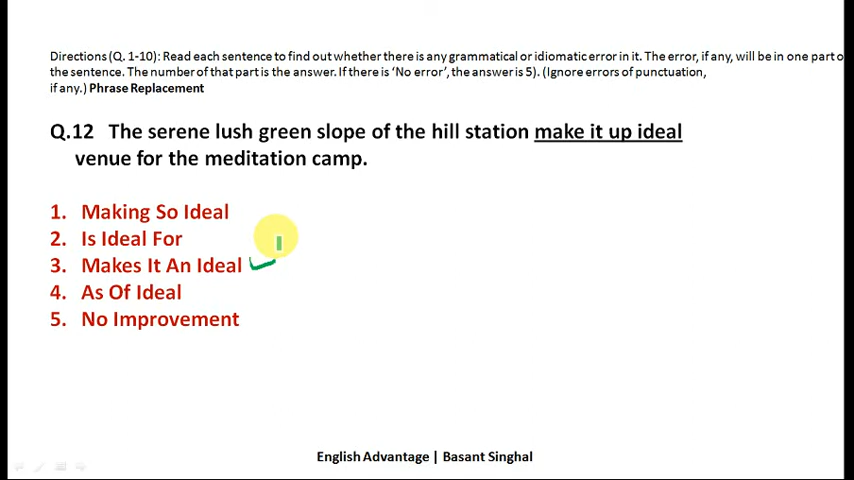 Directions (Q. 1-10): Read each sentence to find out whether there is any grammatical or idiomatic error in it. The error, if any, will be in one part o
the sentence. The number of that part is the answer. If there is 'No error', the answer is 5). (Ignore errors of punctuation,
if any.) Phrase Replacement
Q.12 The serene lush green slope of the hill station make it up ideal
venue for the meditation camp.
1. Making So Ideal
2. Is Ideal For
3. Makes It An Ideal
4. As Of Ideal
5. No Improvement
English Advantage | Basant Singhal